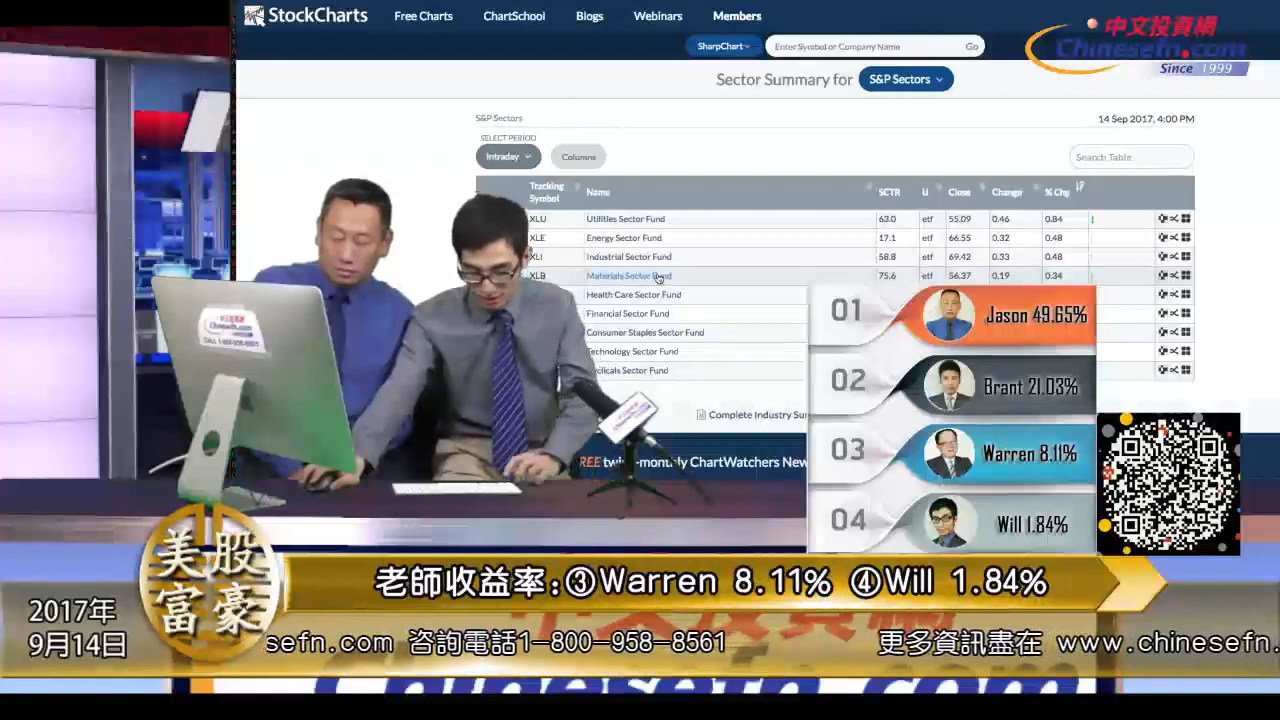 StockCharts
Free Charts ChartSchool Blogs Webinars Members
SharpChart Enter Symbol or Company Name Go
中文投資網
Chinesefn.com
Since 1999
Sector Summary for S&P Sectors
S&P Sectors
14 Sep 2017, 4:00 PM
SELECT PERIOD
Intraday Columns Search Table
Tracking Symbol Name SCTR U Close Change % Chg
XLU Utilities Sector Fund 63.0 etf 55.09 0.46 0.84
XLE Energy Sector Fund 17.1 etf 66.55 0.32 0.48
XLI Industrial Sector Fund 58.8 etf 69.42 0.33 0.48
XLB Materials Sector Fund 75.6 etf 56.37 0.19 0.34
Health Care Sector Fund
Financial Sector Fund
Consumer Staples Sector Fund
Technology Sector Fund
Sector Fund
Complete Industry
ChartWatchers
01 Jason 49.65%
02 Brant 21.03%
03 Warren 8.11%
04 Will 1.84%
美股
富豪
老師收益率:③Warren 8.11% ④Will 1.84%
2017年
9月14日
sefn.com 咨詢電話1-800-958-8561 更多資訊盡在 www.chinesefn.